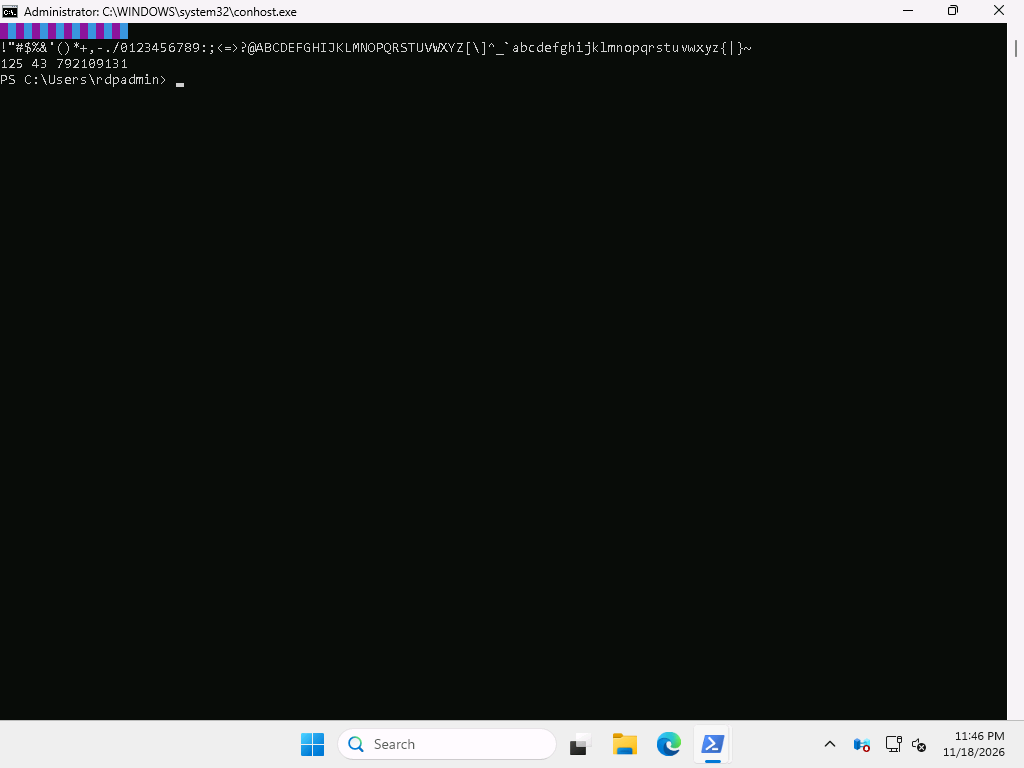 Administrator: C:\WINDOWS\system32\conhost.exe
!"#$%&'()*+,-./0123456789:;<=>?@ABCDEFGHIJKLMNOPQRSTUVWXYZ[\]^_`abcdefghijklmnopqrstuvwxyz{|}~
125 43 792109131
PS C:\Users\rdpadmin>
Search
11:46 PM
11/18/2026